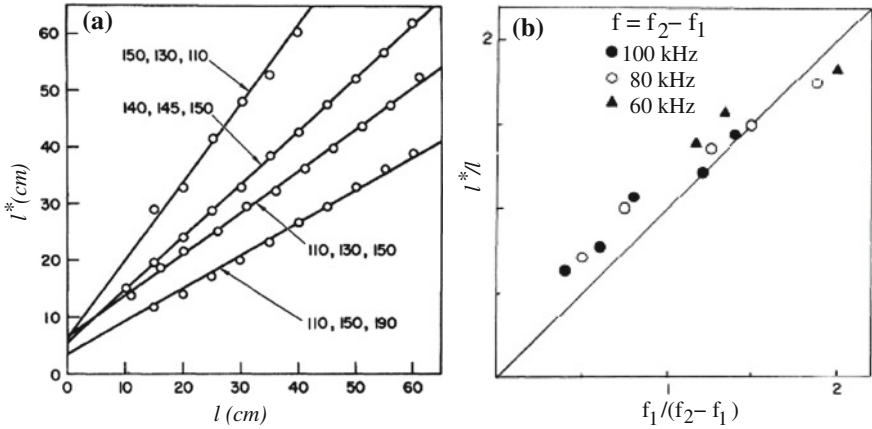 (a)
60
50
40
30
20
10
0
l*(cm)
150, 130, 110
140, 145, 150
110, 130, 150
110, 150, 190
0 10 20 30 40 50 60
l (cm)
(b)
f = f₂– f₁
● 100 kHz
○ 80 kHz
▲ 60 kHz
2
l*/l
1 2
f₁/(f₂– f₁)